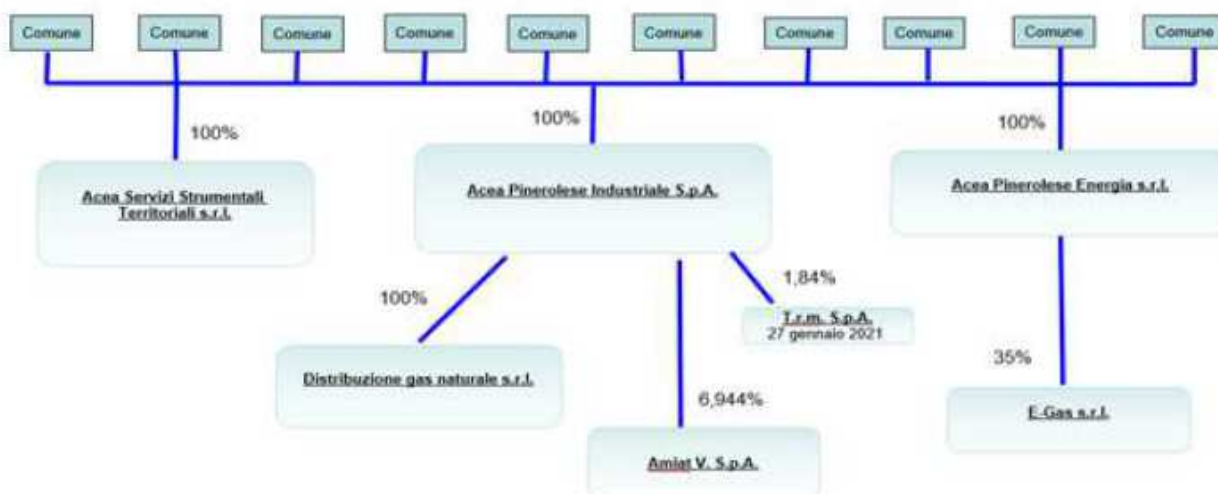 Comune Comune Comune Comune Comune Comune Comune Comune Comune Comune
100% 100% 100%
Acea Servizi Strumentali
Territoriali s.r.l.
Acea Pinerolese Industriale S.p.A.
Acea Pinerolese Energia s.r.l.
100%
1,84%
T.r.m. S.p.A.
27 gennaio 2021
35%
Distribuzione gas naturale s.r.l.
6,944%
E-Gas s.r.l.
Amiat V. S.p.A.